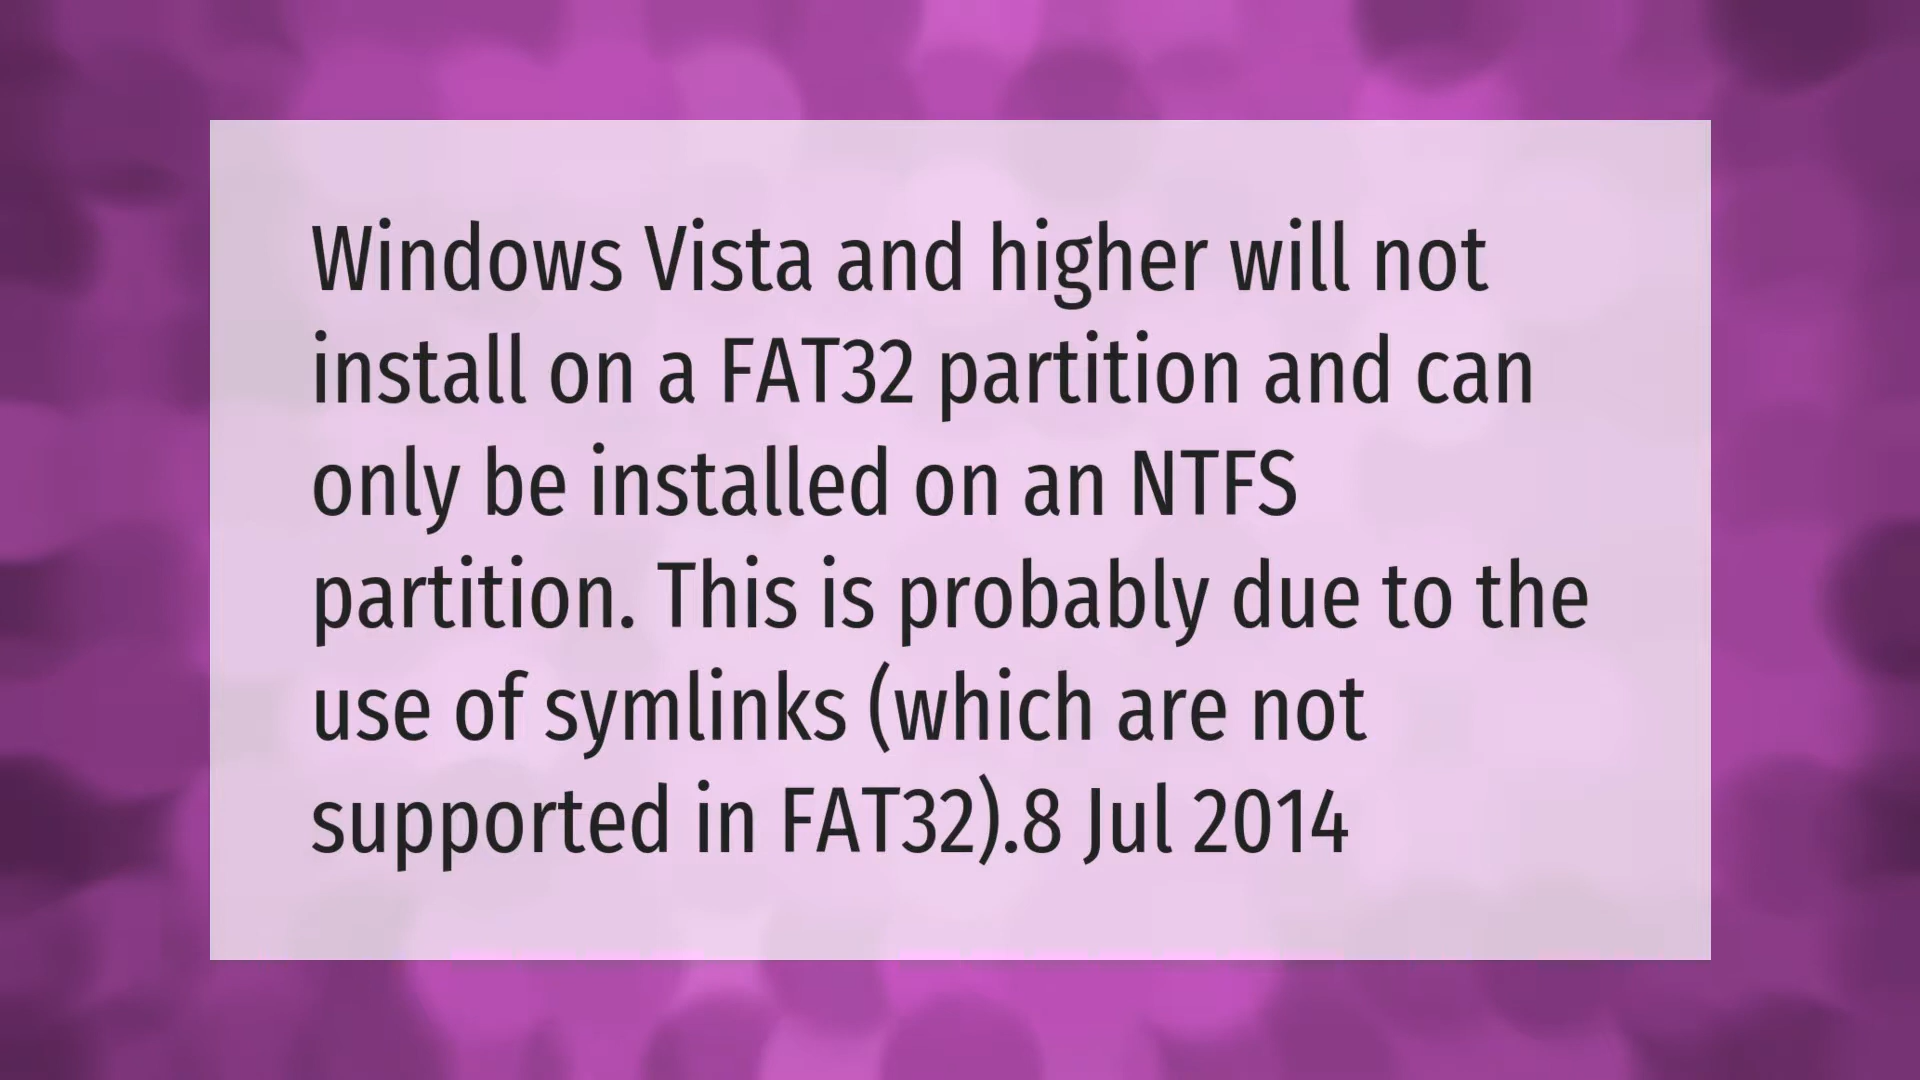 Windows Vista and higher will not
install on a FAT32 partition and can
only be installed on an NTFS
partition. This is probably due to the
use of symlinks (which are not
supported in FAT32).8 Jul 2014